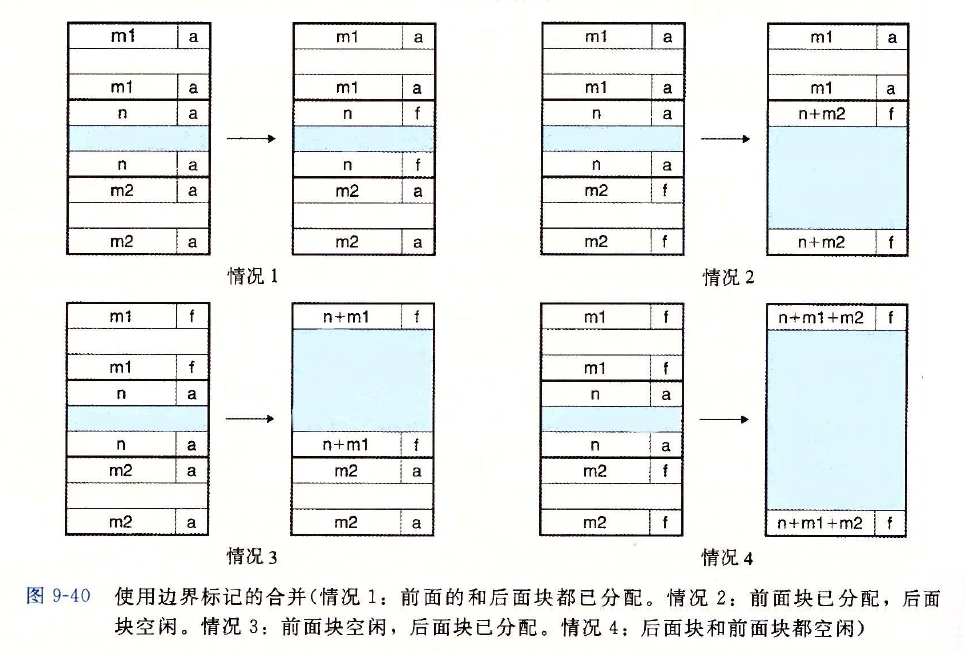 m1 a m1 a m1 a m1 a
m1 a m1 a m1 a m1 a
n a n f n a n+m2 f
n a n f n a
m2 a m2 a m2 f
m2 a m2 a m2 f n+m2 f
情况 1 情况 2
m1 f n+m1 f m1 f n+m1+m2 f
m1 f m1 f
n a n a
n a n+m1 f n a
m2 a m2 a m2 f
m2 a m2 a m2 f n+m1+m2 f
情况 3 情况 4
图 9-40 使用边界标记的合并(情况 1：前面的和后面块都已分配。情况 2：前面块已分配，后面
块空闲。情况 3：前面块空闲，后面块已分配。情况 4：后面块和前面块都空闲)